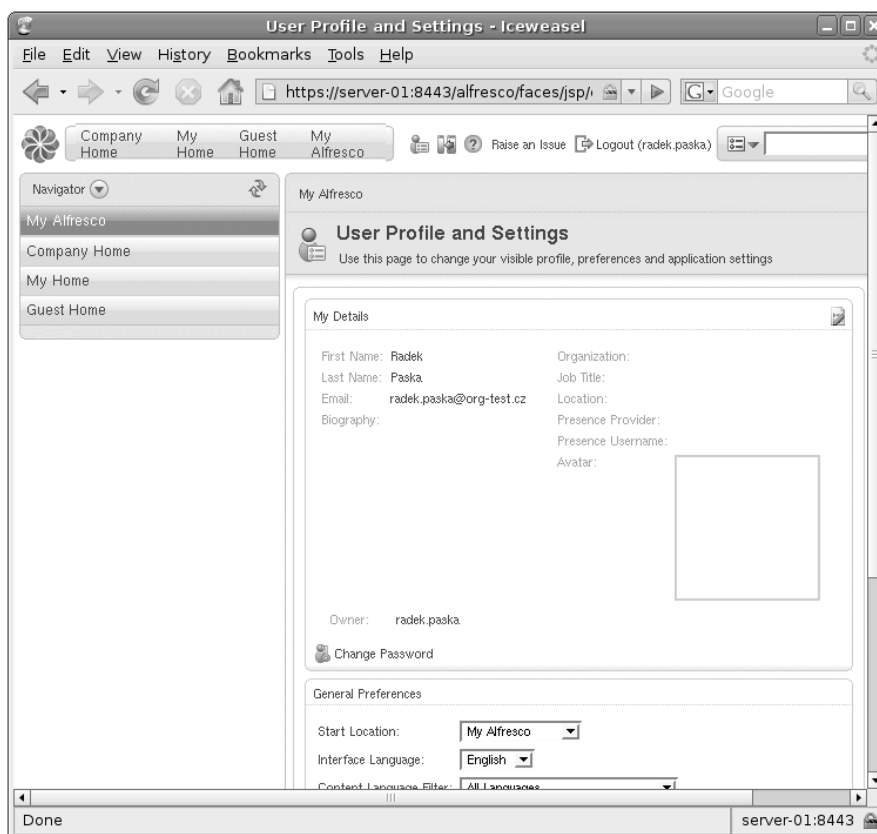 User Profile and Settings - Iceweasel
File Edit View History Bookmarks Tools Help
https://server-01:8443/alfresco/faces/jsp/
G Google
Company Home
My Home
Guest Home
My Alfresco
Raise an Issue
Logout (radek.paska)
Navigator
My Alfresco
Company Home
My Home
Guest Home
My Alfresco
User Profile and Settings
Use this page to change your visible profile, preferences and application settings
My Details
First Name: Radek
Last Name: Paska
Email: radek.paska@org-test.cz
Biography:
Organization:
Job Title:
Location:
Presence Provider:
Presence Username:
Avatar:
Owner: radek.paska
Change Password
General Preferences
Start Location: My Alfresco
Interface Language: English
Content Language Filter: All Languages
Done
server-01:8443